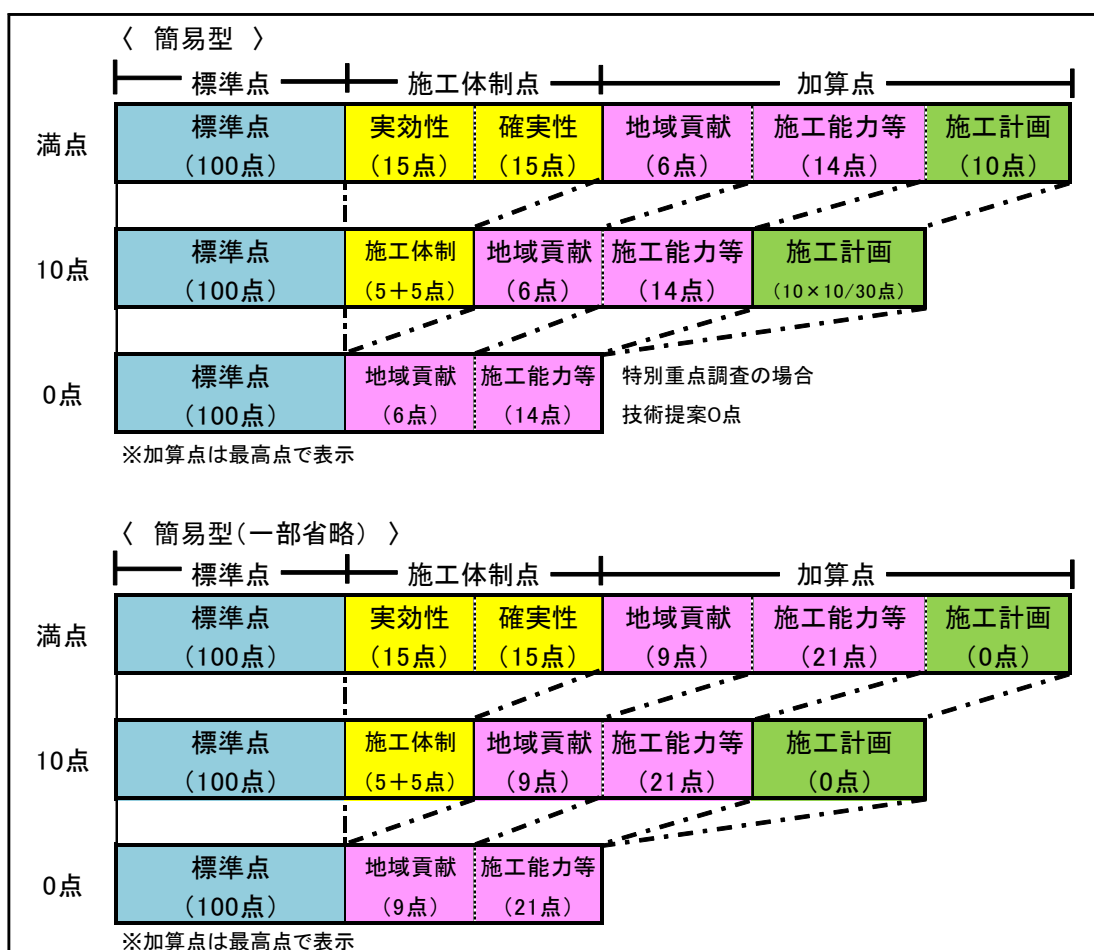 〈 簡易型 〉
標準点 施工体制点 加算点
満点 標準点 実効性 確実性 地域貢献 施工能力等 施工計画
(100点) (15点) (15点) (6点) (14点) (10点)
10点 標準点 施工体制 地域貢献 施工能力等 施工計画
(100点) (5+5点) (6点) (14点) (10×10/30点)
0点 標準点 地域貢献 施工能力等 特別重点調査の場合
(100点) (6点) (14点) 技術提案0点
※加算点は最高点で表示
〈 簡易型(一部省略) 〉
標準点 施工体制点 加算点
満点 標準点 実効性 確実性 地域貢献 施工能力等 施工計画
(100点) (15点) (15点) (9点) (21点) (0点)
10点 標準点 施工体制 地域貢献 施工能力等 施工計画
(100点) (5+5点) (9点) (21点) (0点)
0点 標準点 地域貢献 施工能力等
(100点) (9点) (21点)
※加算点は最高点で表示